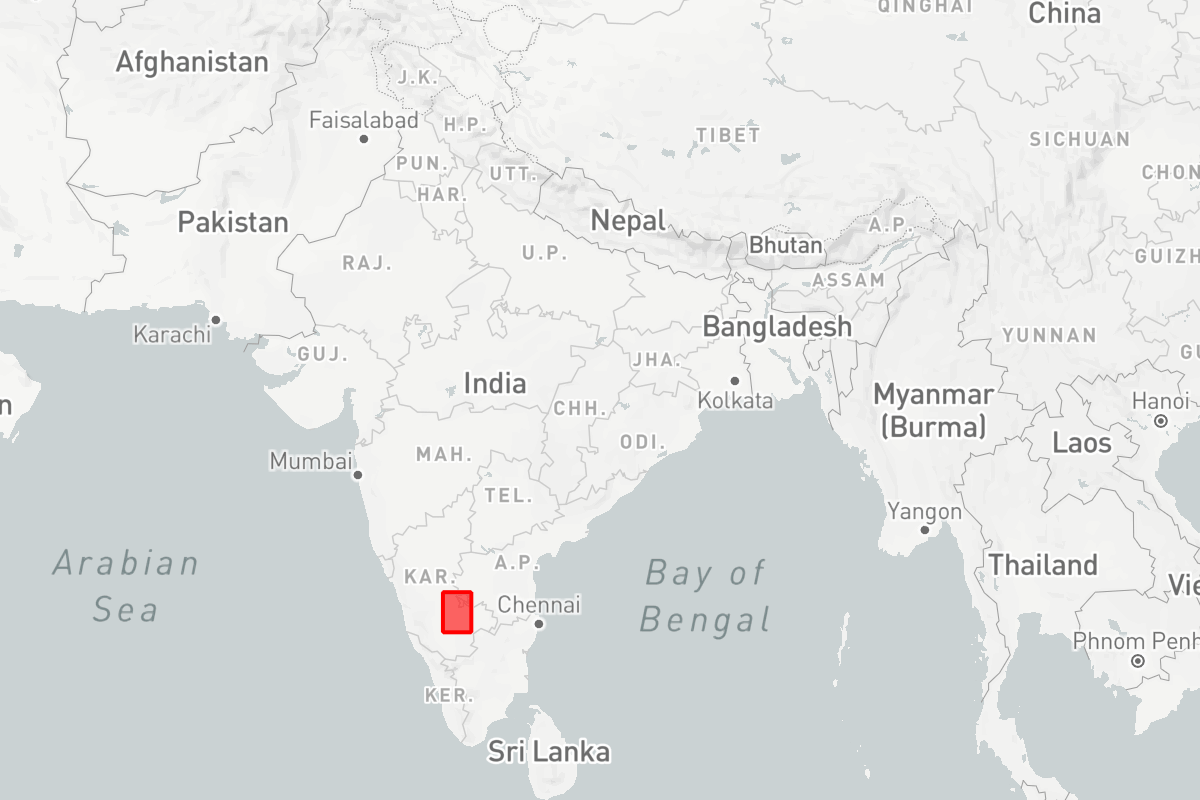 QINGHAI
China
Afghanistan
J.K.
Faisalabad
H.P.
TIBET
SICHUAN
PUN.
UTT.
CHON
HAR.
Pakistan
Nepal
A.P.
Bhutan
U.P.
RAJ.
GUIZH
ASSAM
Karachi
Bangladesh
YUNNAN
GUJ.
JHA.
GU
India
Myanmar
(Burma)
Kolkata
Hanoi
n
CHH.
ODI.
Laos
MAH.
Mumbai
TEL.
Yangon
Arabian
Sea
A.P.
Bay of
Bengal
Thailand
KAR.
Vie
Chennai
Phnom Penh
KER.
Sri Lanka